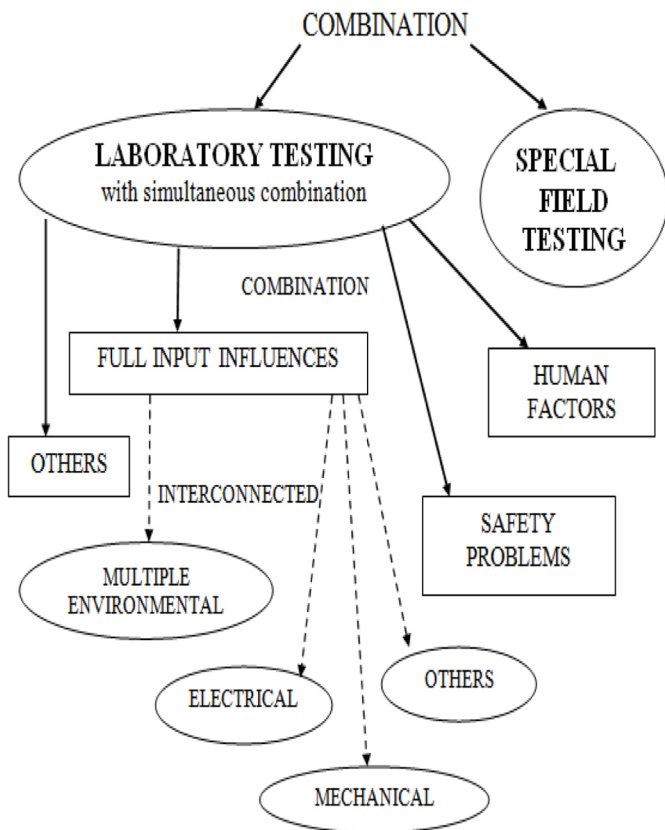 COMBINATION
LABORATORY TESTING
with simultaneous combination
SPECIAL
FIELD
TESTING
COMBINATION
FULL INPUT INFLUENCES
HUMAN
FACTORS
OTHERS
INTERCONNECTED
SAFETY
PROBLEMS
MULTIPLE
ENVIRONMENTAL
ELECTRICAL
OTHERS
MECHANICAL